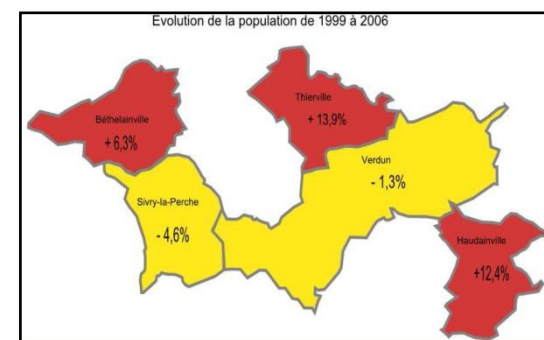 Evolution de la population de 1999 à 2006
Béthelainville
+ 6,3%
Thierville
+ 13,9%
Verdun
- 1,3%
Sivry-la-Perche
- 4,6%
Haudainville
+12,4%